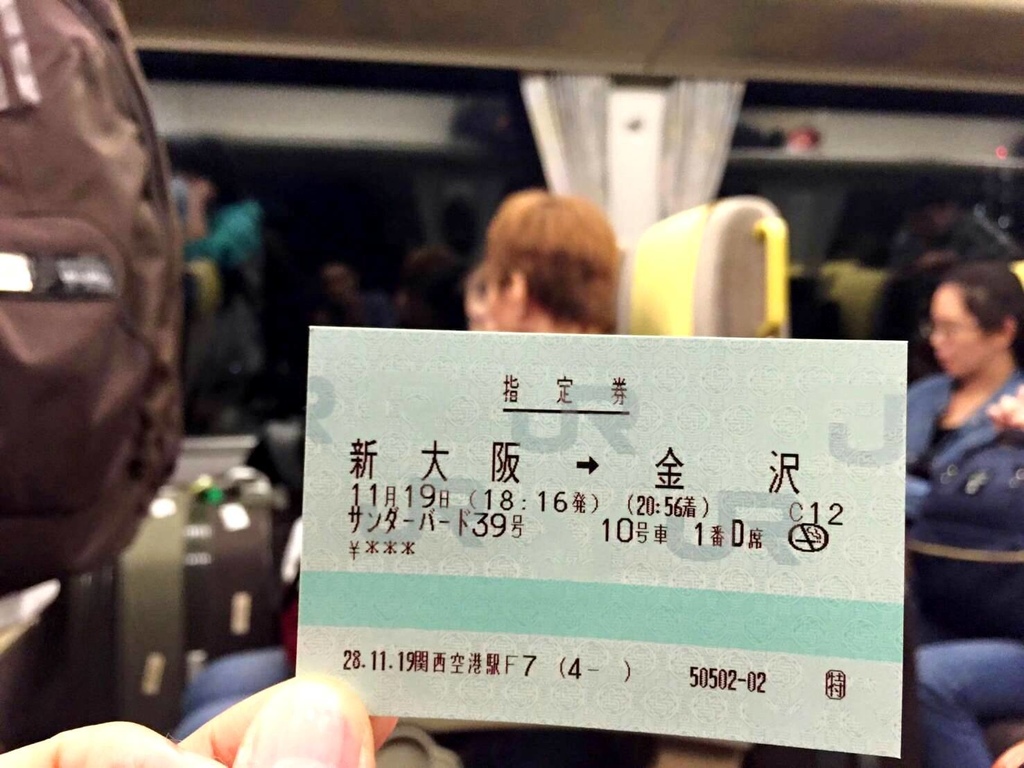 指定券
新大阪 → 金沢
11月19日 (18:16発) (20:56着) C12
サンダーバード39号 10号車 1番D席
¥***
28.11.19関西空港駅F7 (4- ) 50502-02 ㊕